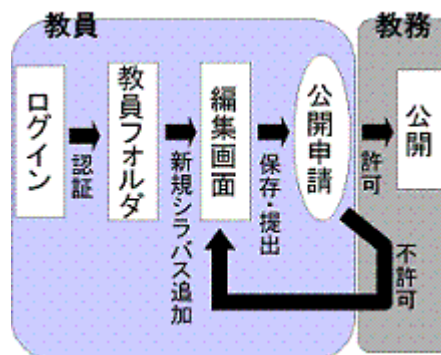 教員
教務
ログイン
認証
教員フォルダ
新規シラバス追加
編集画面
保存・提出
公開申請
許可
公開
不許可